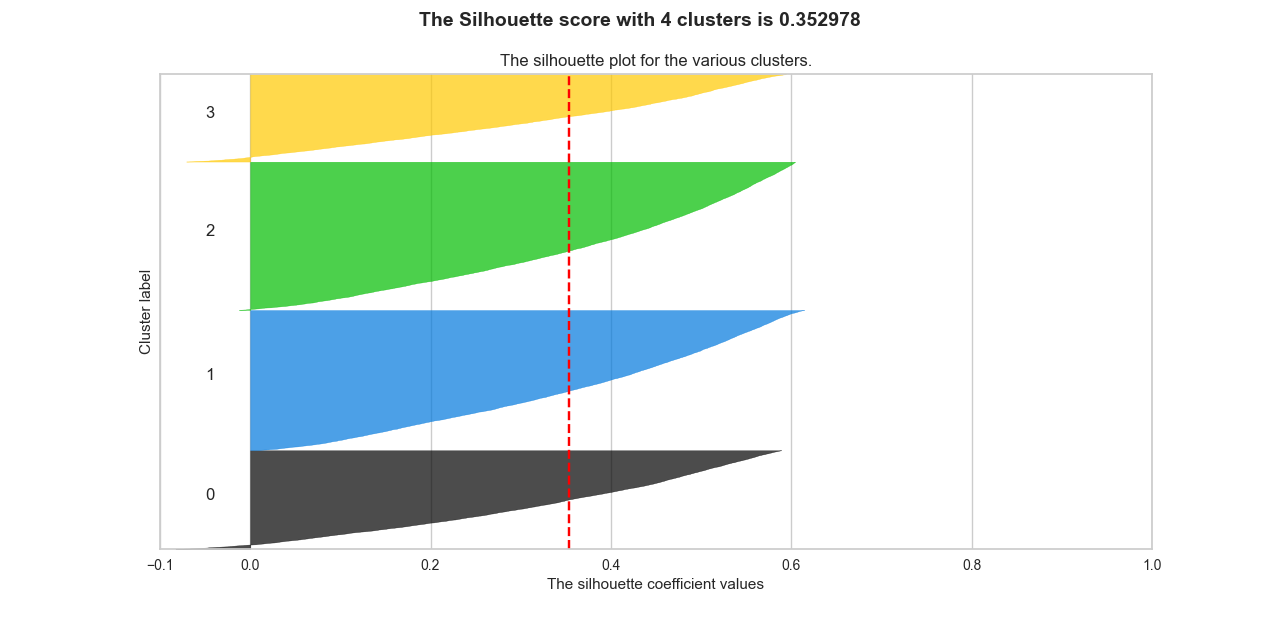 The Silhouette score with 4 clusters is 0.352978
The silhouette plot for the various clusters.
3
2
1
0
Cluster label
−0.1 0.0 0.2 0.4 0.6 0.8 1.0
The silhouette coefficient values